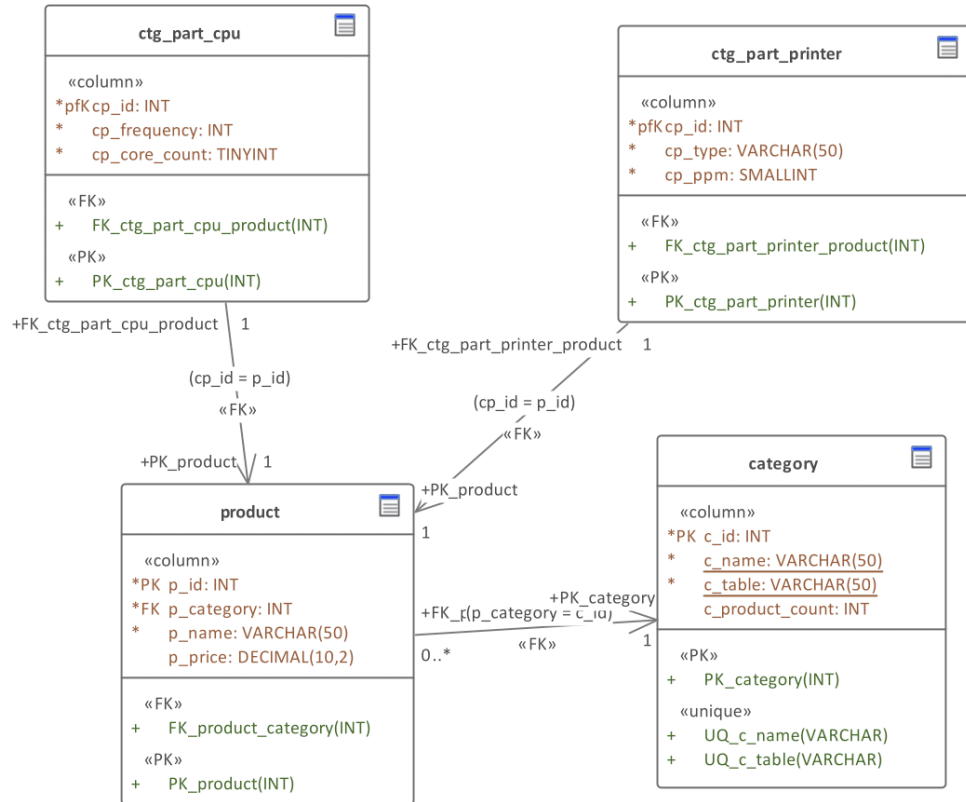 ctg_part_cpu
«column»
*pfK cp_id: INT
* cp_frequency: INT
* cp_core_count: TINYINT
«FK»
+ FK_ctg_part_cpu_product(INT)
«PK»
+ PK_ctg_part_cpu(INT)
ctg_part_printer
«column»
*pfK cp_id: INT
* cp_type: VARCHAR(50)
* cp_ppm: SMALLINT
«FK»
+ FK_ctg_part_printer_product(INT)
«PK»
+ PK_ctg_part_printer(INT)
+FK_ctg_part_cpu_product 1
(cp_id = p_id)
«FK»
+PK_product 1
+FK_ctg_part_printer_product 1
(cp_id = p_id)
«FK»
+PK_product
1
product
«column»
*PK p_id: INT
*FK p_category: INT
* p_name: VARCHAR(50)
p_price: DECIMAL(10,2)
«FK»
+ FK_product_category(INT)
«PK»
+ PK_product(INT)
+PK_category
(p_category = c_id)
0..* «FK» 1
category
«column»
*PK c_id: INT
* c_name: VARCHAR(50)
* c_table: VARCHAR(50)
c_product_count: INT
«PK»
+ PK_category(INT)
«unique»
+ UQ_c_name(VARCHAR)
+ UQ_c_table(VARCHAR)